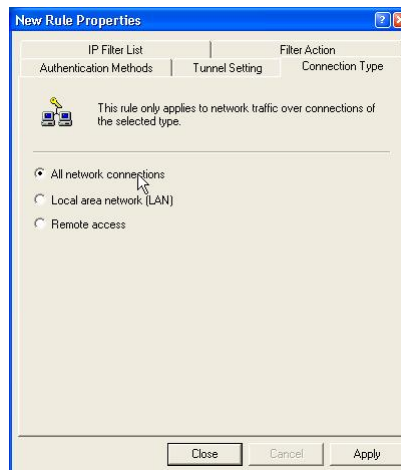 New Rule Properties
IP Filter List Filter Action
Authentication Methods Tunnel Setting Connection Type
This rule only applies to network traffic over connections of
the selected type.
All network connections
Local area network (LAN)
Remote access
Close Cancel Apply